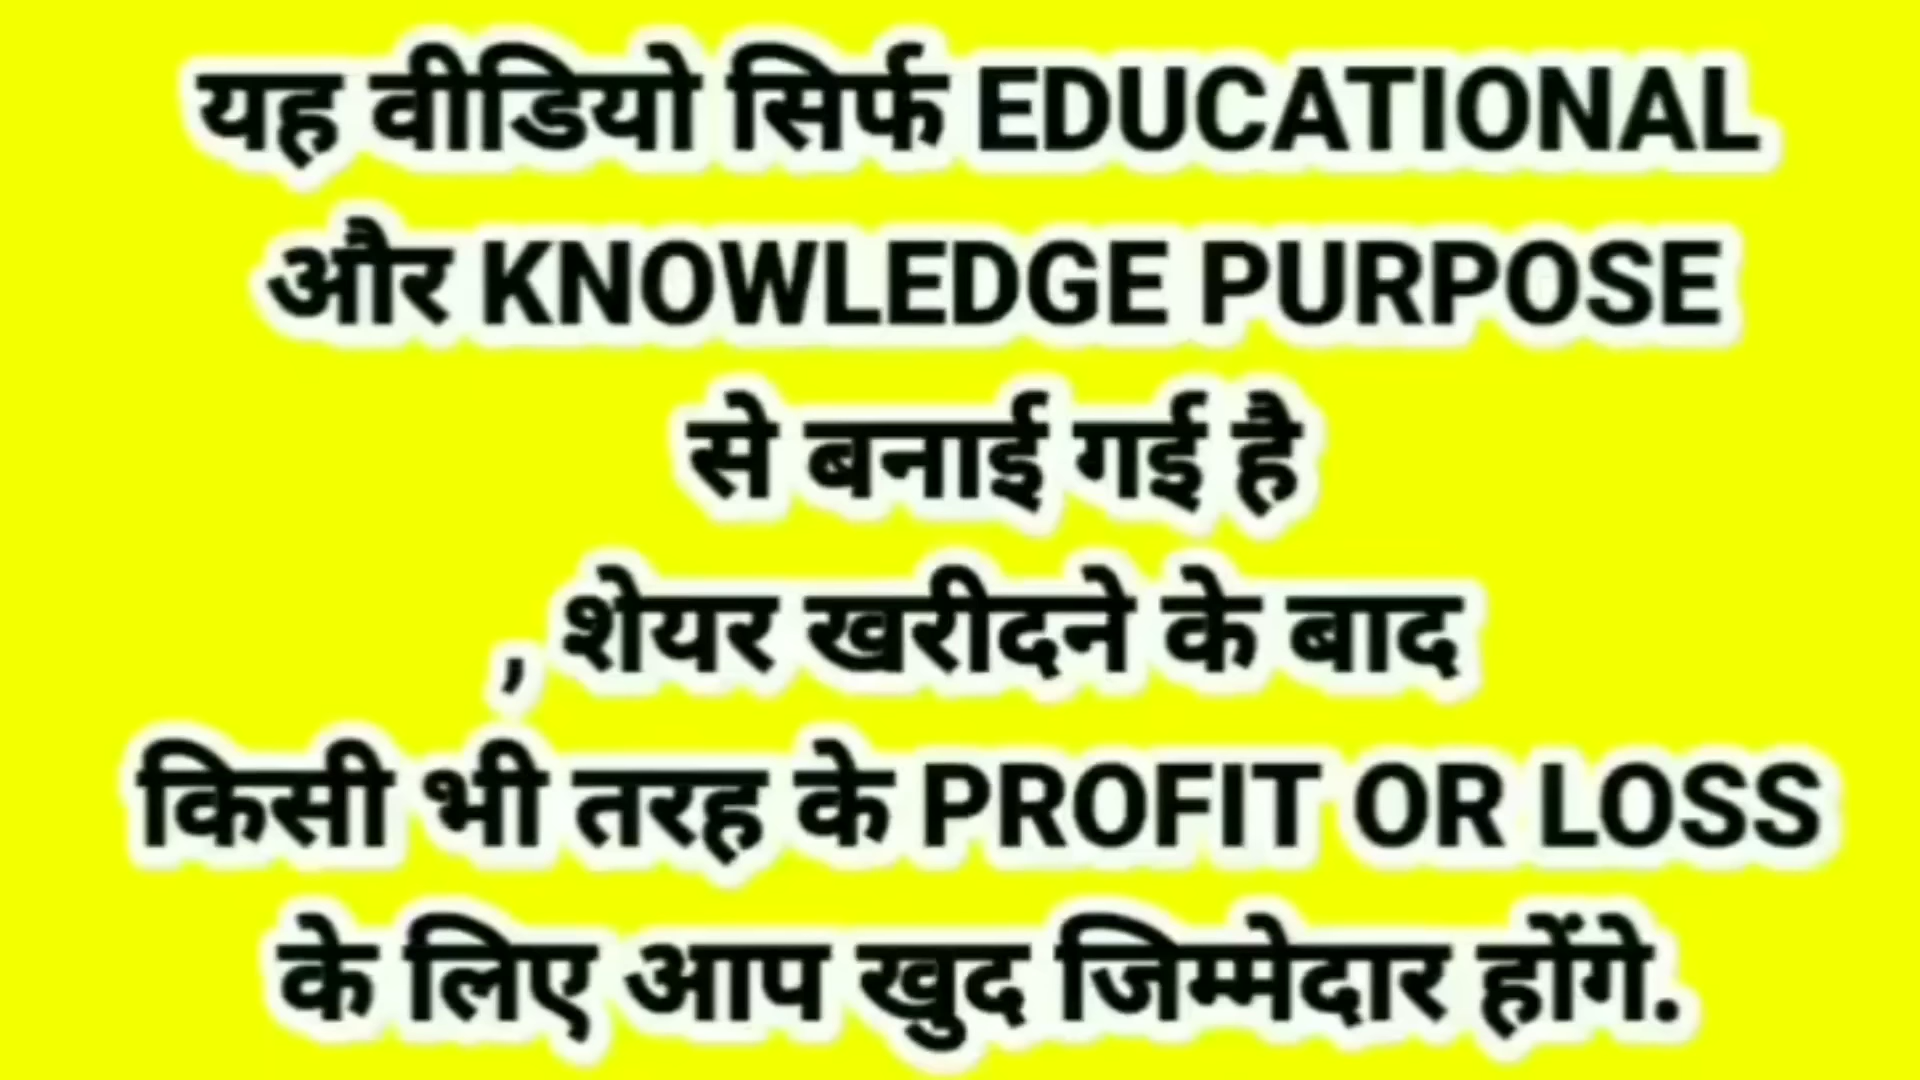 यह वीडियो सिर्फ EDUCATIONAL
और KNOWLEDGE PURPOSE
से बनाई गई है
, शेयर खरीदने के बाद
किसी भी तरह के PROFIT OR LOSS
के लिए आप खुद जिम्मेदार होंगे.